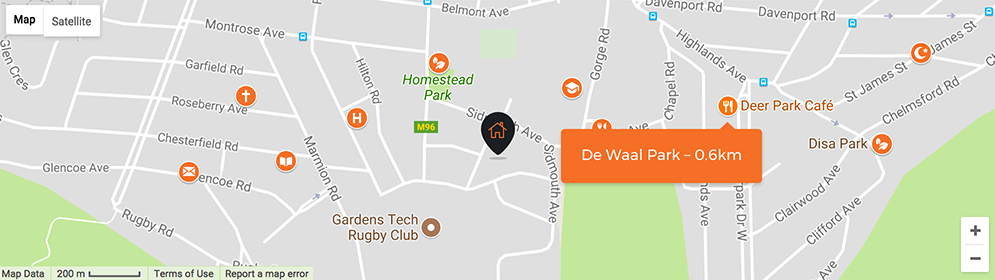 Map
Satellite
Belmont Ave
Davenport Rd
Davenport Rd
Glen Cres
Montrose Ave
Garfield Rd
Hilton Rd
Gorge Rd
Highlands Ave
St James St
Homestead
Park
Chapel Rd
St James St
Chelmsford Rd
Roseberry Ave
H
M96
Deer Park Café
Chesterfield Rd
Marmion Rd
Disa Park
De Waal Park – 0.6km
Glencoe Ave
Sidmouth Ave
Clairwood Ave
Clifford Ave
Rugby Rd
Gardens Tech
Rugby Club
+
−
Map Data
200 m
Terms of Use
Report a map error